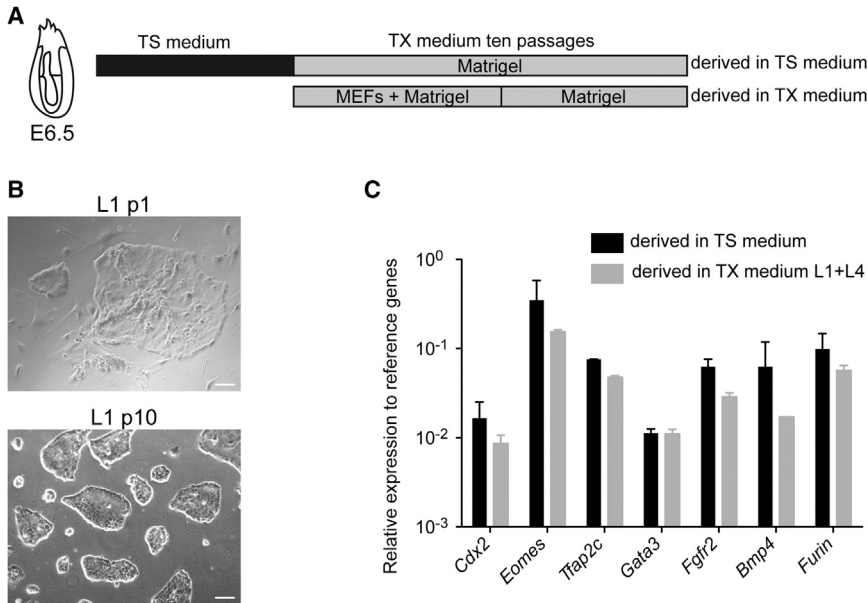 A
TS medium
TX medium ten passages
Matrigel
derived in TS medium
MEFs + Matrigel
Matrigel
derived in TX medium
E6.5
B
L1 p1
L1 p10
C
Relative expression to reference genes
derived in TS medium
derived in TX medium L1+L4
10^0
10^-1
10^-2
10^-3
Cdx2
Eomes
Tfap2c
Gata3
Fgfr2
Bmp4
Furin